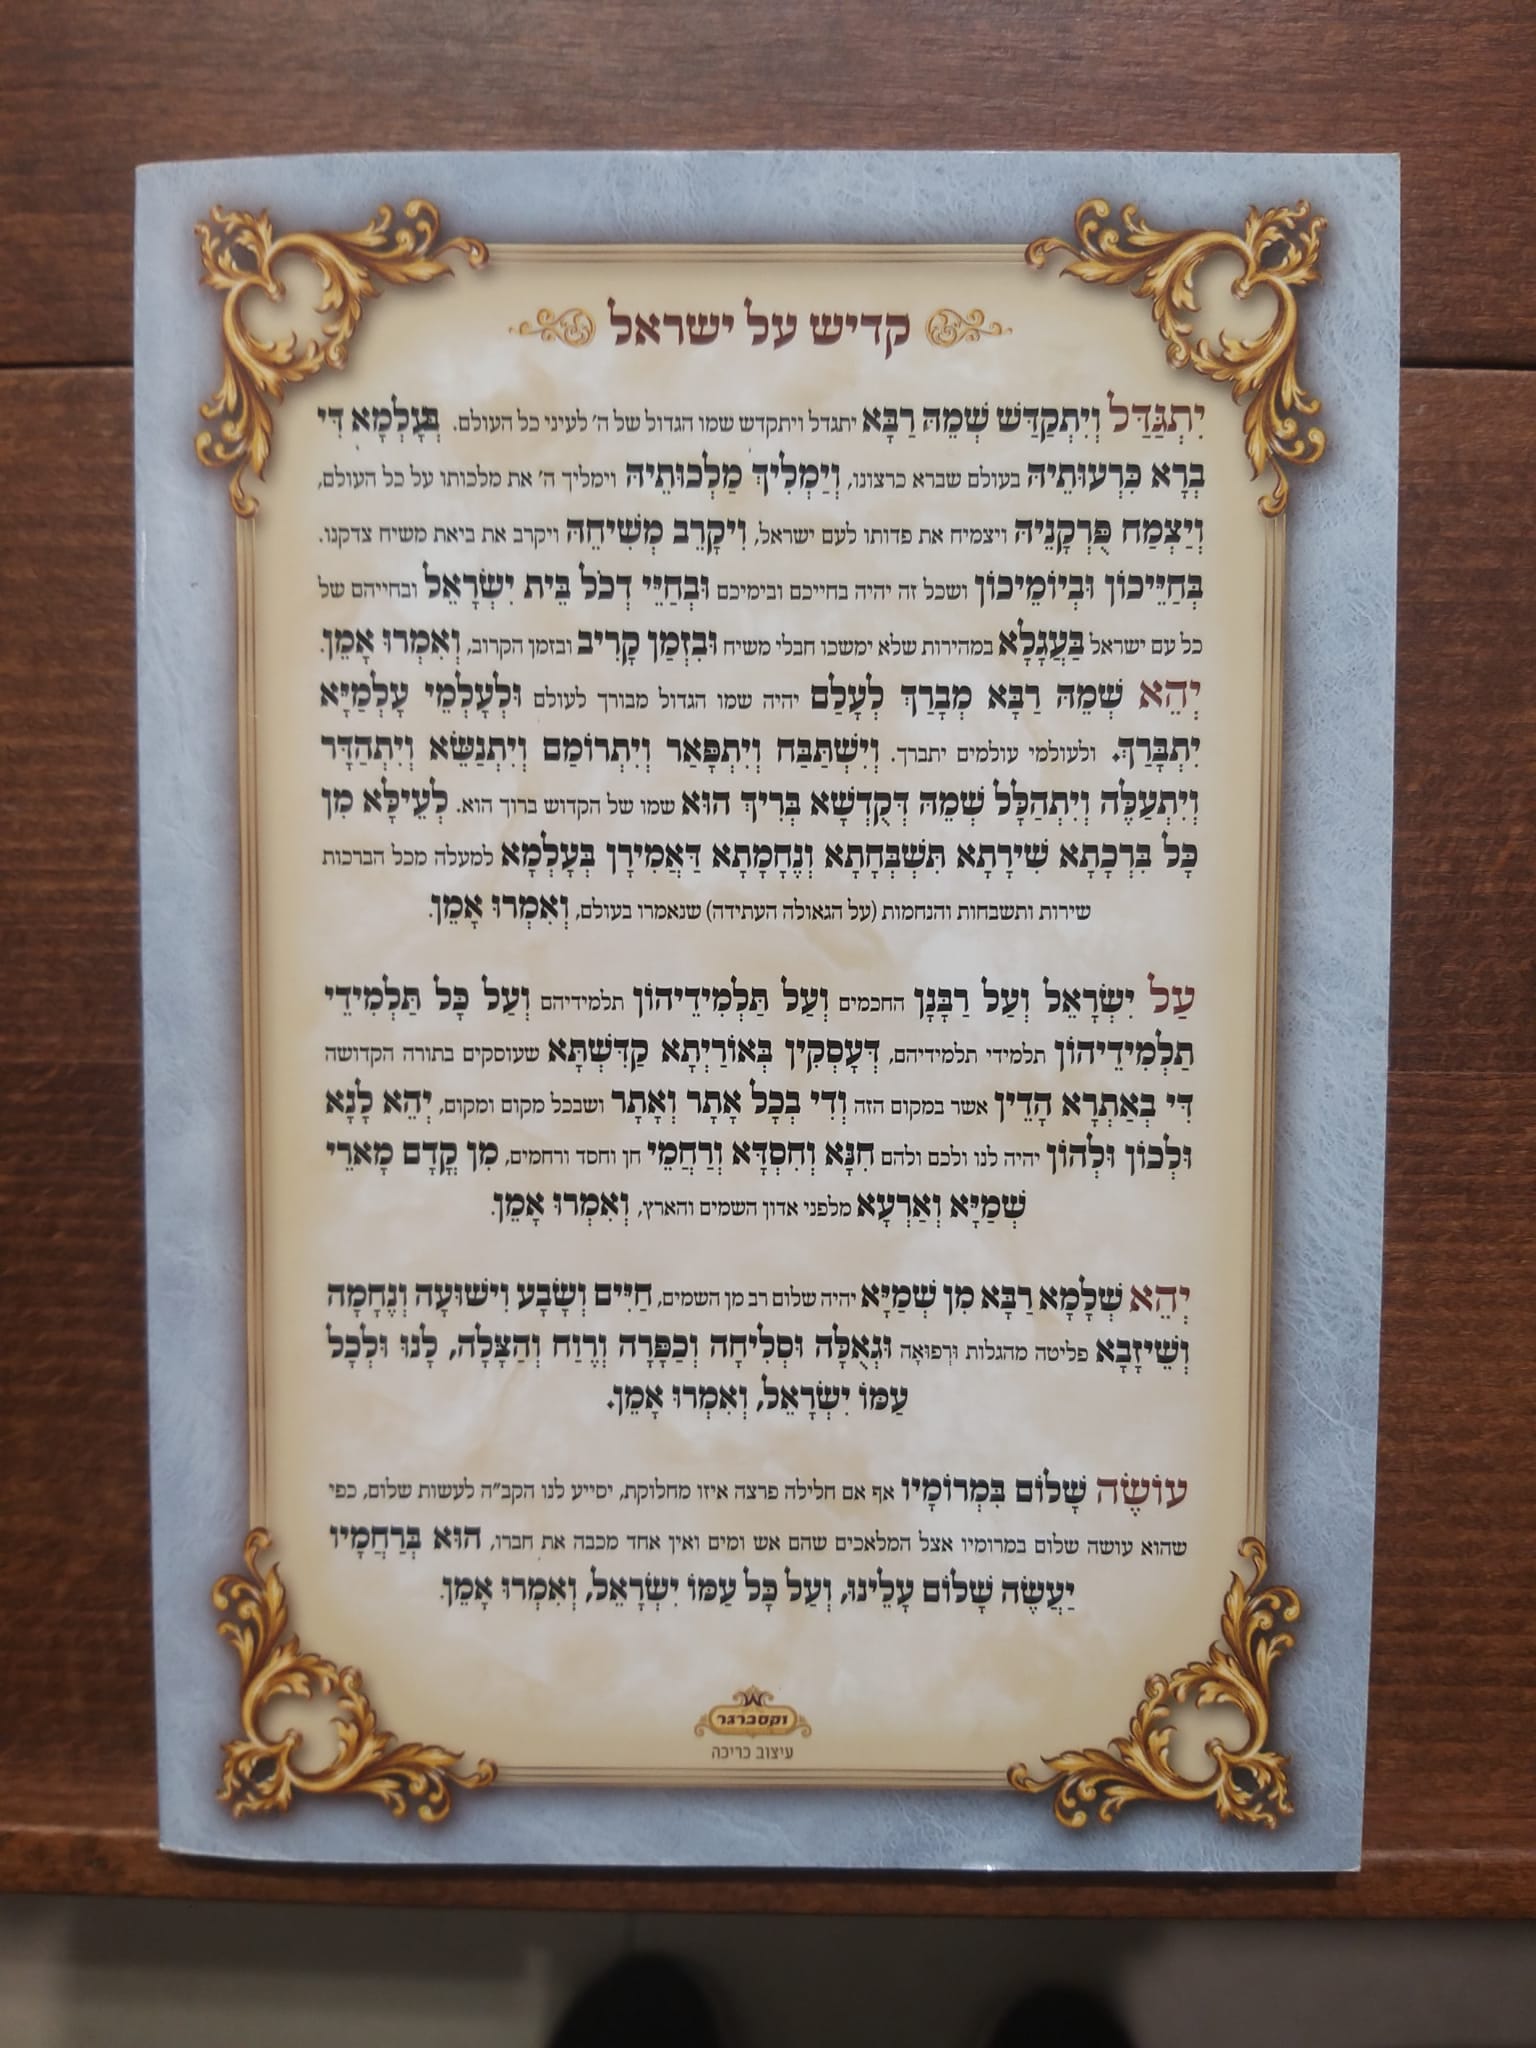 קדיש על ישראל
יִתְגַּדַּל וְיִתְקַדַּשׁ שְׁמֵהּ רַבָּא יתגדל ויתקדש שמו הגדול של ה' לעיני כל העולם. בְּעָלְמָא דִּי
בְרָא כִּרְעוּתֵיהּ בעולם שברא כרצונו, וְיַמְלִיךְ מַלְכוּתֵיהּ וימליך ה' את מלכותו על כל העולם,
וְיַצְמַח פֻּרְקָנֵיהּ ויצמיח את פדותו לעם ישראל, וִיקָרֵב מְשִׁיחֵהּ ויקרב את ביאת משיח צדקנו.
בְּחַיֵּיכוֹן וּבְיוֹמֵיכוֹן ושכל זה יהיה בחייכם ובימיכם וּבְחַיֵּי דְכֹל בֵּית יִשְׂרָאֵל ובחייהם של
כל עם ישראל בַּעֲגָלָא במהירות שלא ימשכו חבלי משיח וּבִזְמַן קָרִיב ובזמן הקרוב, וְאִמְרוּ אָמֵן.
יְהֵא שְׁמֵהּ רַבָּא מְבָרַךְ לְעָלַם יהיה שמו הגדול מבורך לעולם וּלְעָלְמֵי עָלְמַיָּא
יִתְבָּרַךְ. ולעולמי עולמים יתברך. וְיִשְׁתַּבַּח וְיִתְפָּאַר וְיִתְרוֹמַם וְיִתְנַשֵּׂא וְיִתְהַדָּר
וְיִתְעַלֶּה וְיִתְהַלָּל שְׁמֵהּ דְּקֻדְשָׁא בְּרִיךְ הוּא שמו של הקדוש ברוך הוא. לְעֵילָּא מִן
כָּל בִּרְכָתָא שִׁירָתָא תִּשְׁבְּחָתָא וְנֶחָמָתָא דַּאֲמִירָן בְּעָלְמָא למעלה מכל הברכות
שירות ותשבחות והנחמות (על הגאולה העתידה) שנאמרו בעולם, וְאִמְרוּ אָמֵן.
עַל יִשְׂרָאֵל וְעַל רַבָּנָן החכמים וְעַל תַּלְמִידֵיהוֹן תלמידיהם וְעַל כָּל תַּלְמִידֵי
תַלְמִידֵיהוֹן תלמידי תלמידיהם, דְּעָסְקִין בְּאוֹרַיְתָא קַדִּשְׁתָּא שעוסקים בתורה הקדושה
דִּי בְאַתְרָא הָדֵין אשר במקום הזה וְדִי בְכָל אֲתָר וְאֲתָר ושבכל מקום ומקום, יְהֵא לָנָא
וּלְכוֹן וּלְהוֹן יהיה לנו ולכם ולהם חִנָּא וְחִסְדָּא וְרַחֲמֵי חן וחסד ורחמים, מִן קֳדָם מָארֵי
שְׁמַיָּא וְאַרְעָא מלפני אדון השמים והארץ, וְאִמְרוּ אָמֵן.
יְהֵא שְׁלָמָא רַבָּא מִן שְׁמַיָּא יהיה שלום רב מן השמים, חַיִּים וְשָׂבָע וִישׁוּעָה וְנֶחָמָה
וְשֵׁיזָבָא פליטה מהגלות וּרְפוּאָה וּגְאֻלָּה וּסְלִיחָה וְכַפָּרָה וְרֶוַח וְהַצָּלָה, לָנוּ וּלְכָל
עַמּוֹ יִשְׂרָאֵל, וְאִמְרוּ אָמֵן.
עוֹשֶׂה שָׁלוֹם בִּמְרוֹמָיו אף אם חלילה פרצה איזו מחלוקת, יסייע לנו הקב"ה לעשות שלום, כפי
שהוא עושה שלום במרומיו אצל המלאכים שהם אש ומים ואין אחד מכבה את חברו, הוּא בְּרַחֲמָיו
יַעֲשֶׂה שָׁלוֹם עָלֵינוּ, וְעַל כָּל עַמּוֹ יִשְׂרָאֵל, וְאִמְרוּ אָמֵן.
וקסברגר
עיצוב כריכה